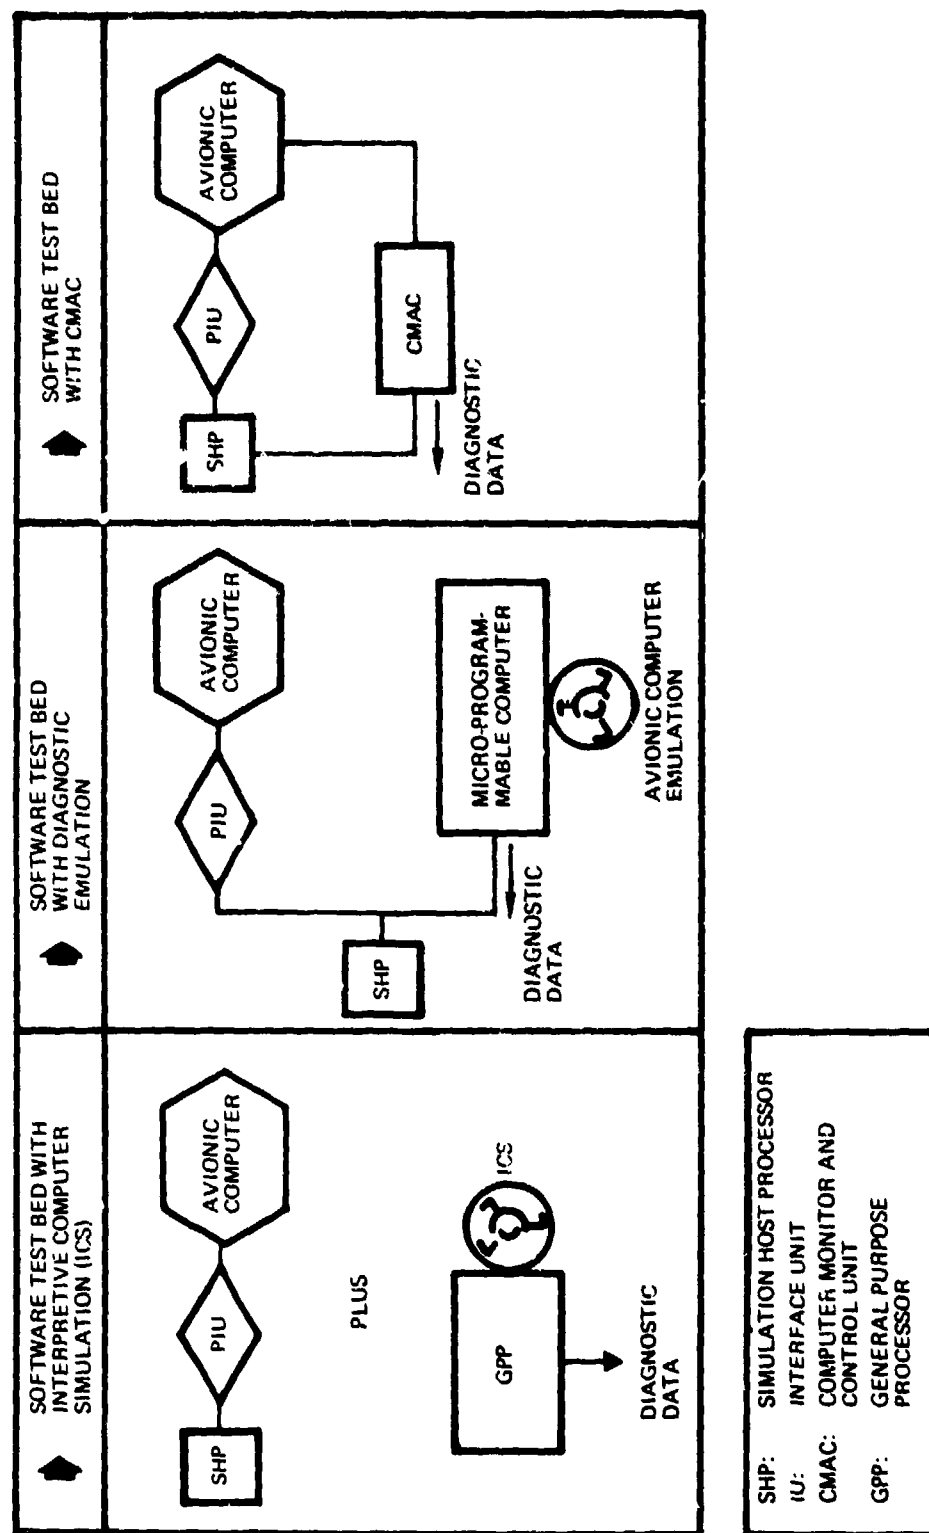 SOFTWARE TEST BED WITH
INTERPRETIVE COMPUTER
SIMULATION (ICS)
SHP
PIU
AVIONIC
COMPUTER
PLUS
GPP
ICS
DIAGNOSTIC
DATA
SOFTWARE TEST BED
WITH DIAGNOSTIC
EMULATION
SHP
PIU
AVIONIC
COMPUTER
MICRO-PROGRAM-
MABLE COMPUTER
DIAGNOSTIC
DATA
AVIONIC COMPUTER
EMULATION
SOFTWARE TEST BED
WITH CMAC
SHP
PIU
AVIONIC
COMPUTER
CMAC
DIAGNOSTIC
DATA
SHP: SIMULATION HOST PROCESSOR
IU: INTERFACE UNIT
CMAC: COMPUTER MONITOR AND
CONTROL UNIT
GPP: GENERAL PURPOSE
PROCESSOR